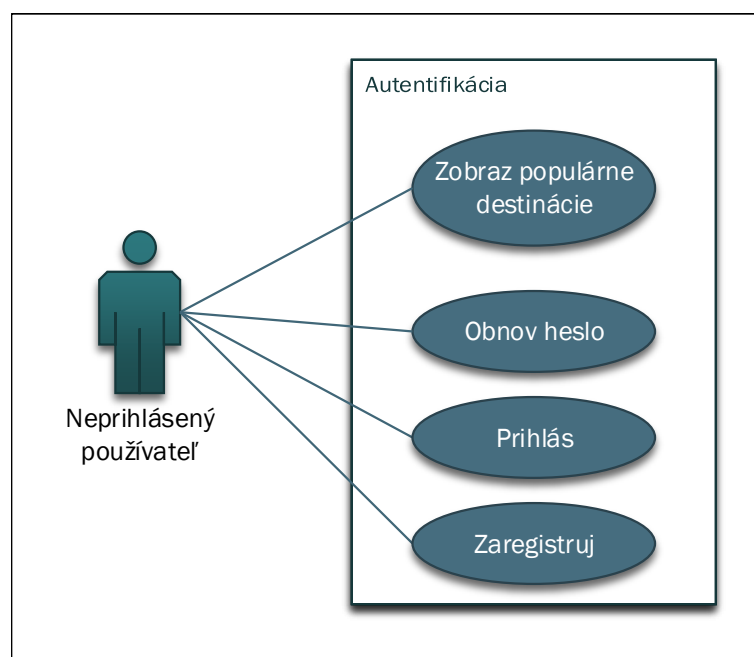 Autentifikácia
Zobraz populárne
destinácie
Obnov heslo
Neprihlásený
používateľ
Prihlás
Zaregistruj